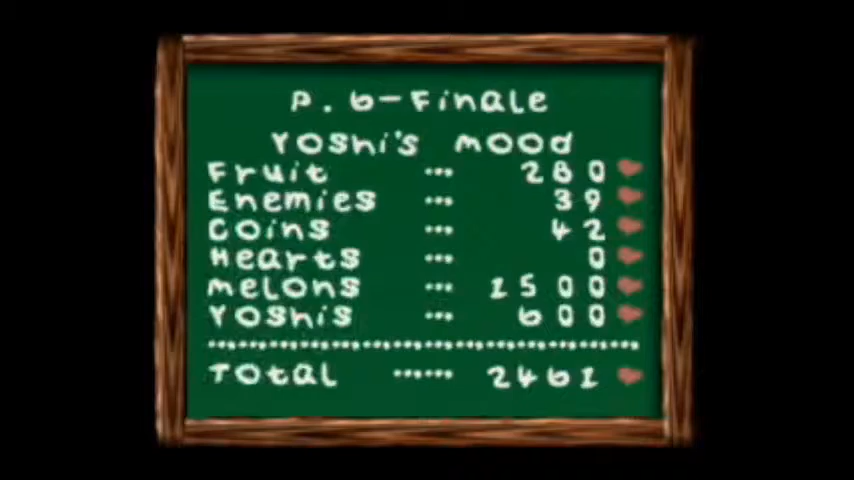 P. 6-Finale
Yoshi's Mood
Fruit ... 280
Enemies ... 39
Coins ... 42
Hearts ... 0
Melons ... 1500
Yoshis ... 600
Total ...... 2461